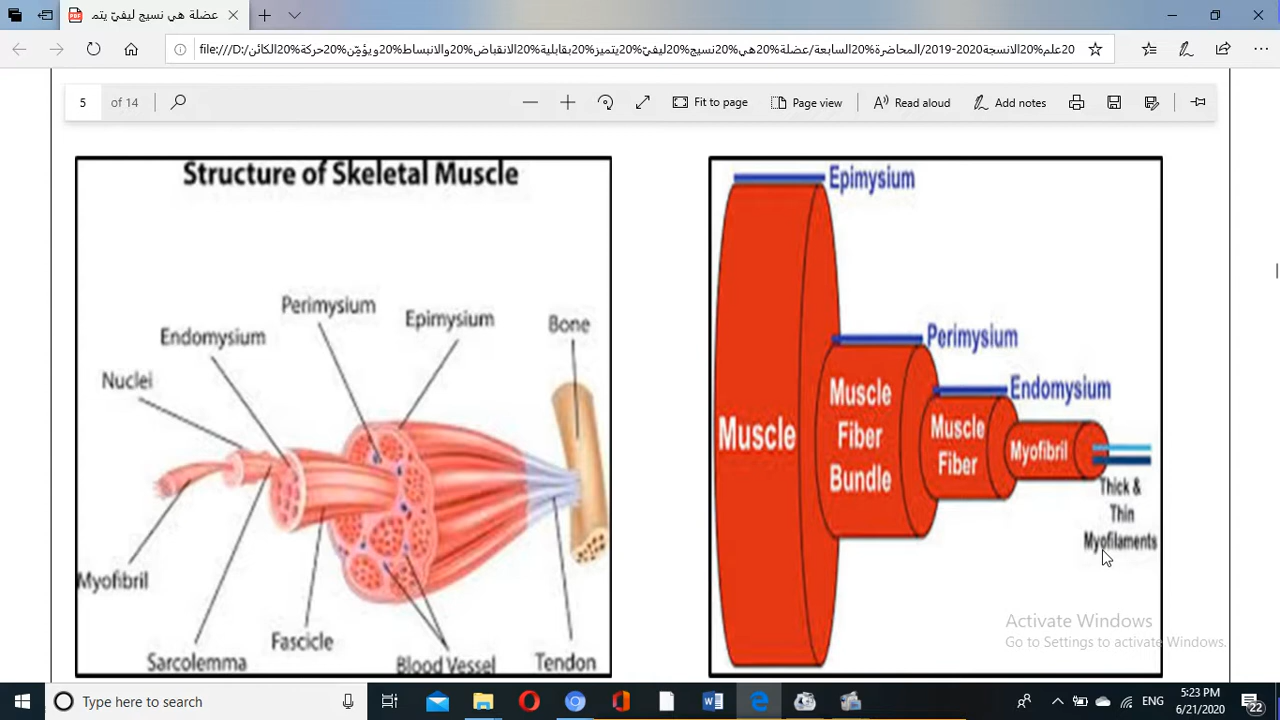 عضلة هي نسيج ليفيّ يتم
file:///D:/المحاضرة%20السابعة/عضلة%20هي%20نسيج%20ليفيّ%20يتميز%20بقابلية%20الانقباض%20والانبساط%20ويؤمّن%20حركة%20الكائن/2019-2020%20علم%20الانسجة
5 of 14
Fit to page
Page view
Read aloud
Add notes
Structure of Skeletal Muscle
Perimysium
Epimysium
Bone
Endomysium
Nuclei
Myofibril
Sarcolemma
Fascicle
Blood Vessel
Tendon
Epimysium
Perimysium
Endomysium
Muscle
Muscle
Fiber
Bundle
Muscle
Fiber
Myofibril
Thick &
Thin
Myofilaments
Activate Windows
Go to Settings to activate Windows.
Type here to search
ENG
5:23 PM
6/21/2020
22